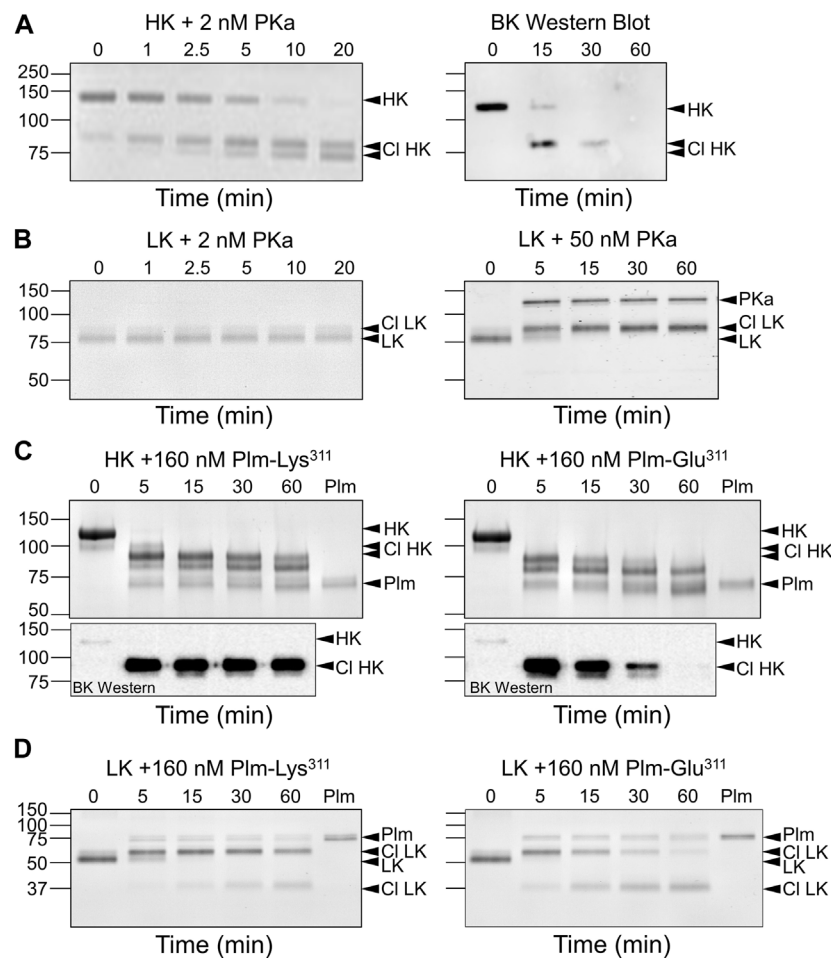 A
HK + 2 nM PKa
0 1 2.5 5 10 20
250
150
100
75
HK
Cl HK
Time (min)
BK Western Blot
0 15 30 60
HK
Cl HK
Time (min)
B
LK + 2 nM PKa
0 1 2.5 5 10 20
150
100
75
50
Cl LK
LK
Time (min)
LK + 50 nM PKa
0 5 15 30 60
PKa
Cl LK
LK
Time (min)
C
HK +160 nM Plm-Lys³¹¹
0 5 15 30 60 Plm
150
100
75
50
HK
Cl HK
Plm
150
100
75
HK
Cl HK
BK Western
Time (min)
HK +160 nM Plm-Glu³¹¹
0 5 15 30 60 Plm
HK
Cl HK
Plm
HK
Cl HK
BK Western
Time (min)
D
LK +160 nM Plm-Lys³¹¹
0 5 15 30 60 Plm
150
100
75
50
37
Plm
Cl LK
LK
Cl LK
Time (min)
LK +160 nM Plm-Glu³¹¹
0 5 15 30 60 Plm
Plm
Cl LK
LK
Cl LK
Time (min)